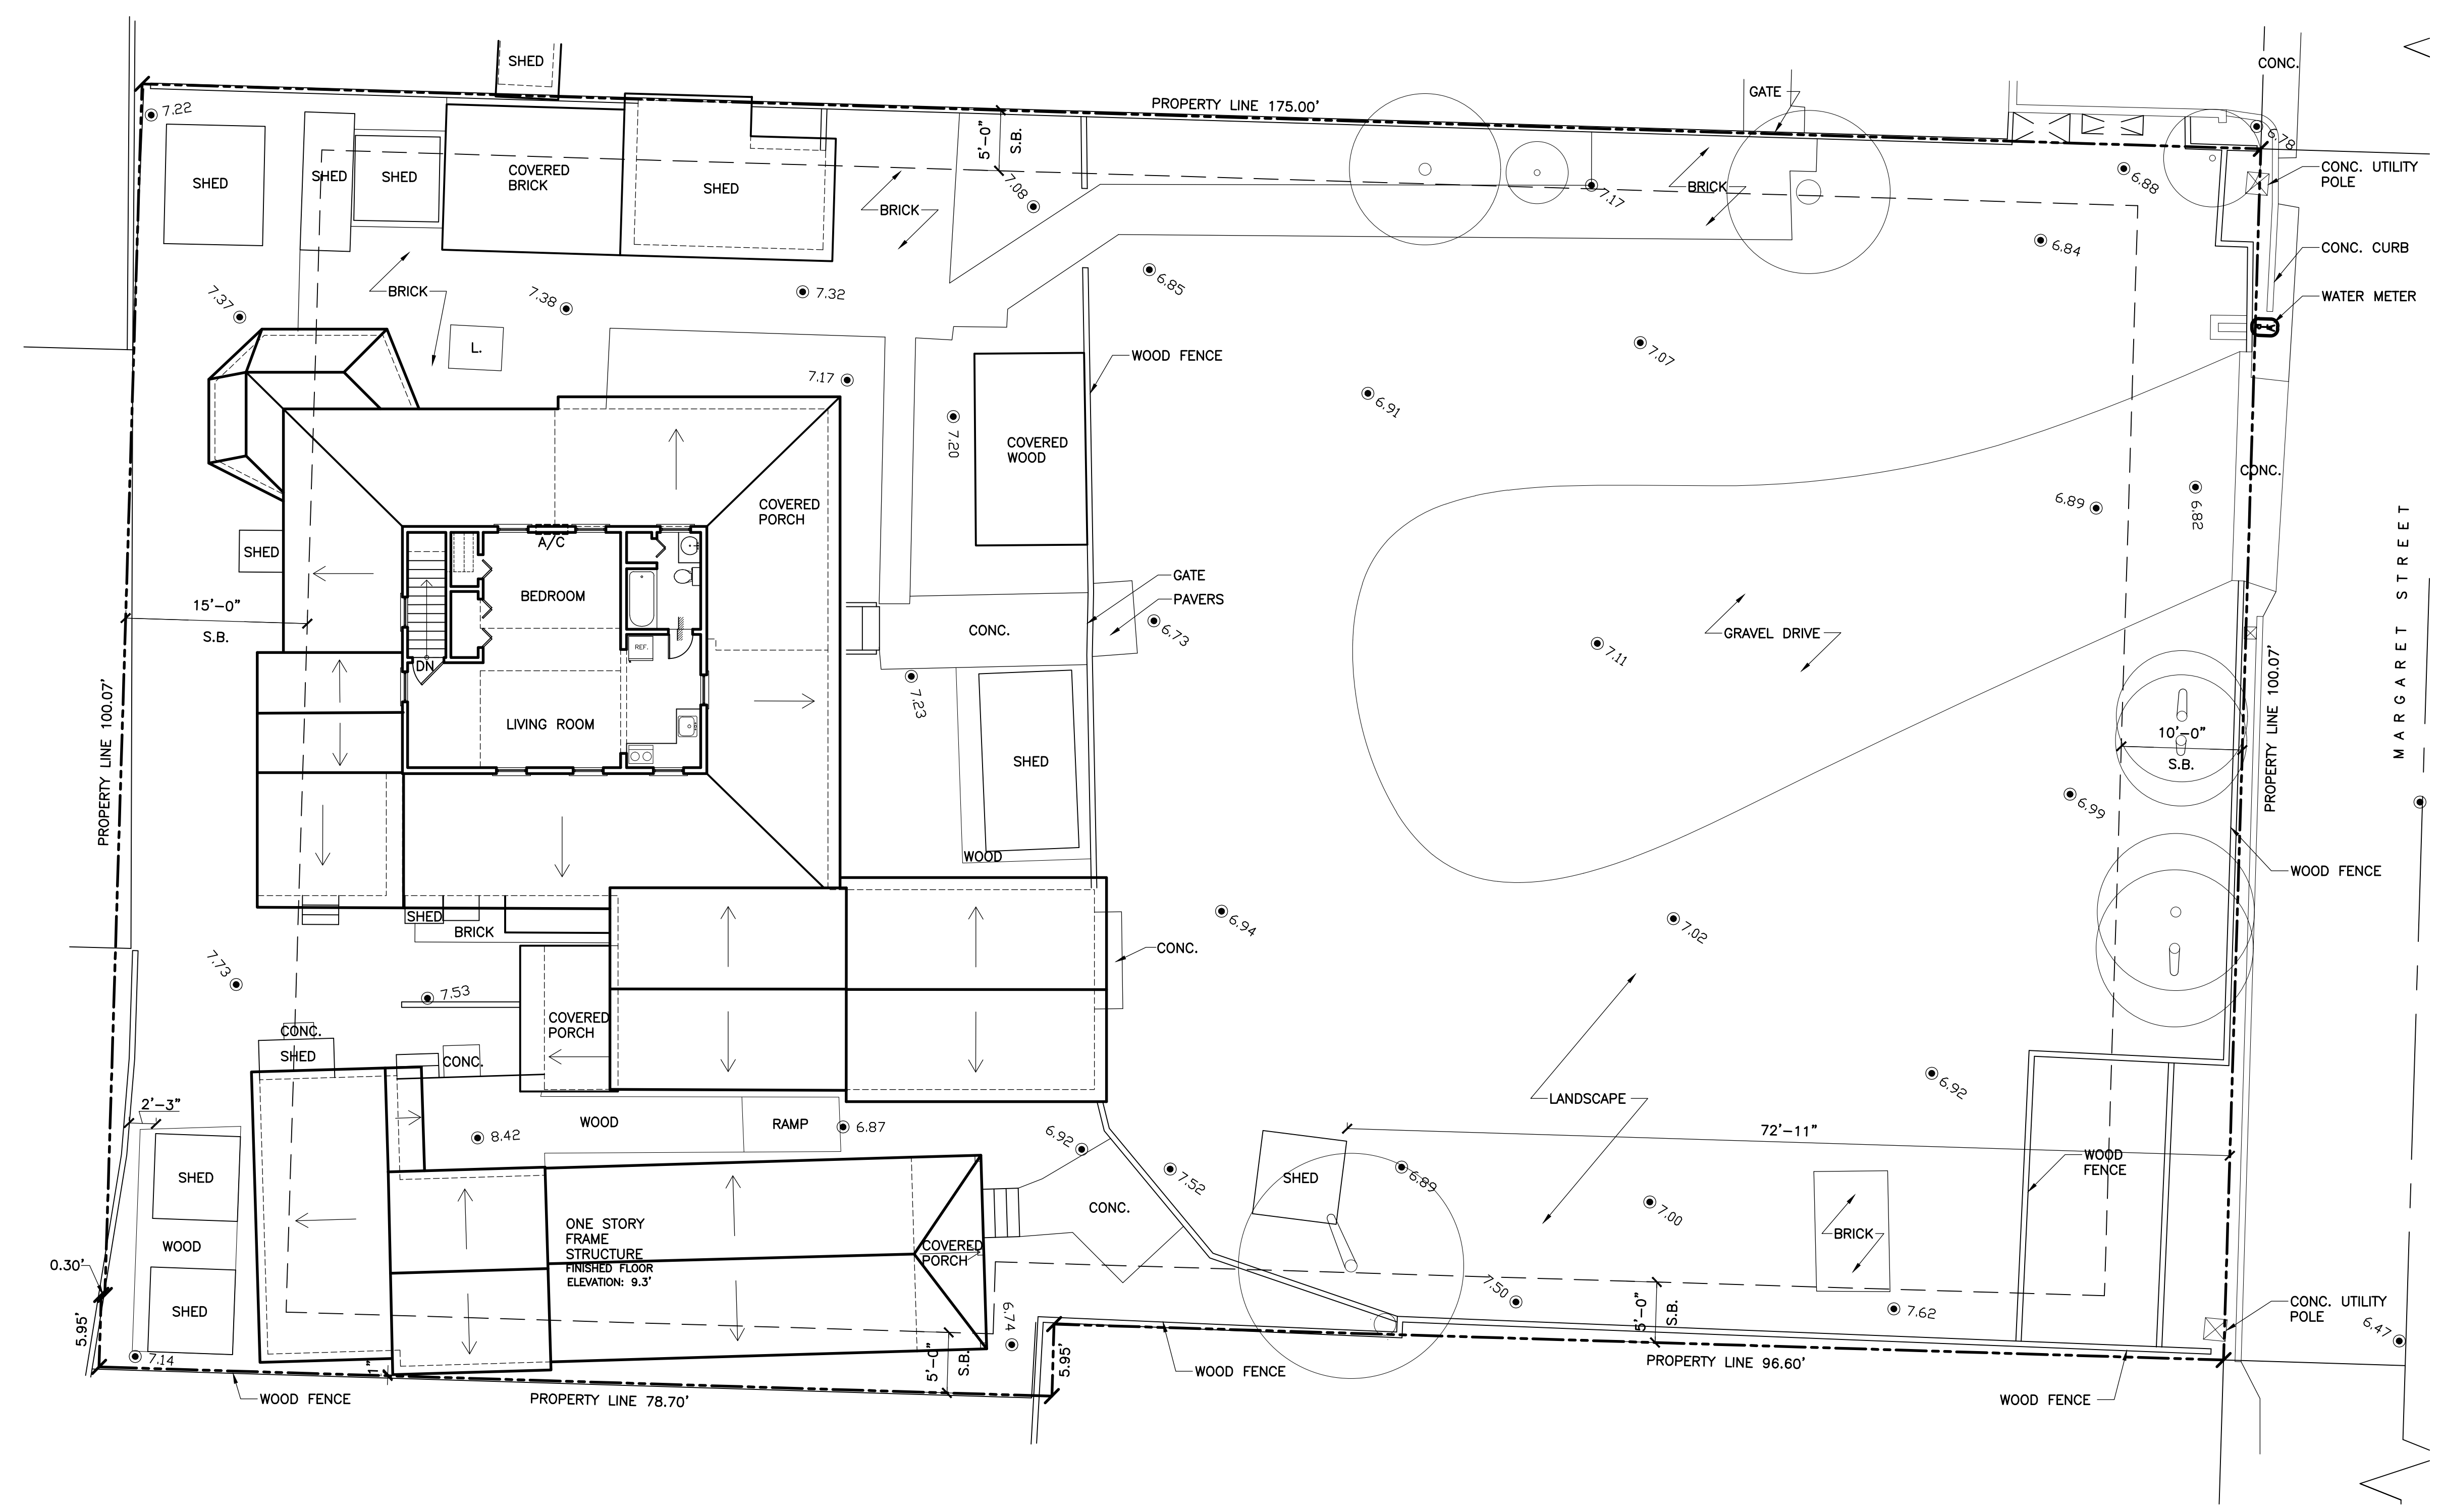 SHED
CONC.
GATE
PROPERTY LINE 175.00'
7.22
6.78
5'-0"
S.B.
CONC. UTILITY
POLE
COVERED
BRICK
SHED
SHED
SHED
SHED
BRICK
6.88
7.08
7.17
BRICK
6.84
CONC. CURB
BRICK
7.37
7.38
7.32
6.85
WATER METER
L.
WOOD FENCE
7.07
7.17
6.91
7.20
COVERED
WOOD
CONC.
COVERED
PORCH
6.89
6.82
MARGARET STREET
A/C
SHED
BEDROOM
GATE
PAVERS
15'-0"
S.B.
CONC.
6.73
GRAVEL DRIVE
7.11
REF.
DN
7.23
LIVING ROOM
PROPERTY LINE 100.07'
PROPERTY LINE 100.07'
10'-0"
S.B.
SHED
6.99
WOOD
WOOD FENCE
SHED
BRICK
6.94
7.02
CONC.
7.73
7.53
COVERED
PORCH
CONC.
SHED
CONC.
6.92
2'-3"
WOOD
RAMP
6.87
8.42
LANDSCAPE
72'-11"
6.92
WOOD
FENCE
SHED
7.52
SHED
6.89
CONC.
7.00
ONE STORY
FRAME
STRUCTURE
FINISHED FLOOR
ELEVATION: 9.3'
BRICK
WOOD
COVERED
PORCH
0.30'
7.50
CONC. UTILITY
POLE
SHED
7.62
5'-0"
S.B.
6.74
5.95'
6.47
7.14
1"
5'-0"
S.B.
5.95'
PROPERTY LINE 96.60'
WOOD FENCE
WOOD FENCE
PROPERTY LINE 78.70'
WOOD FENCE